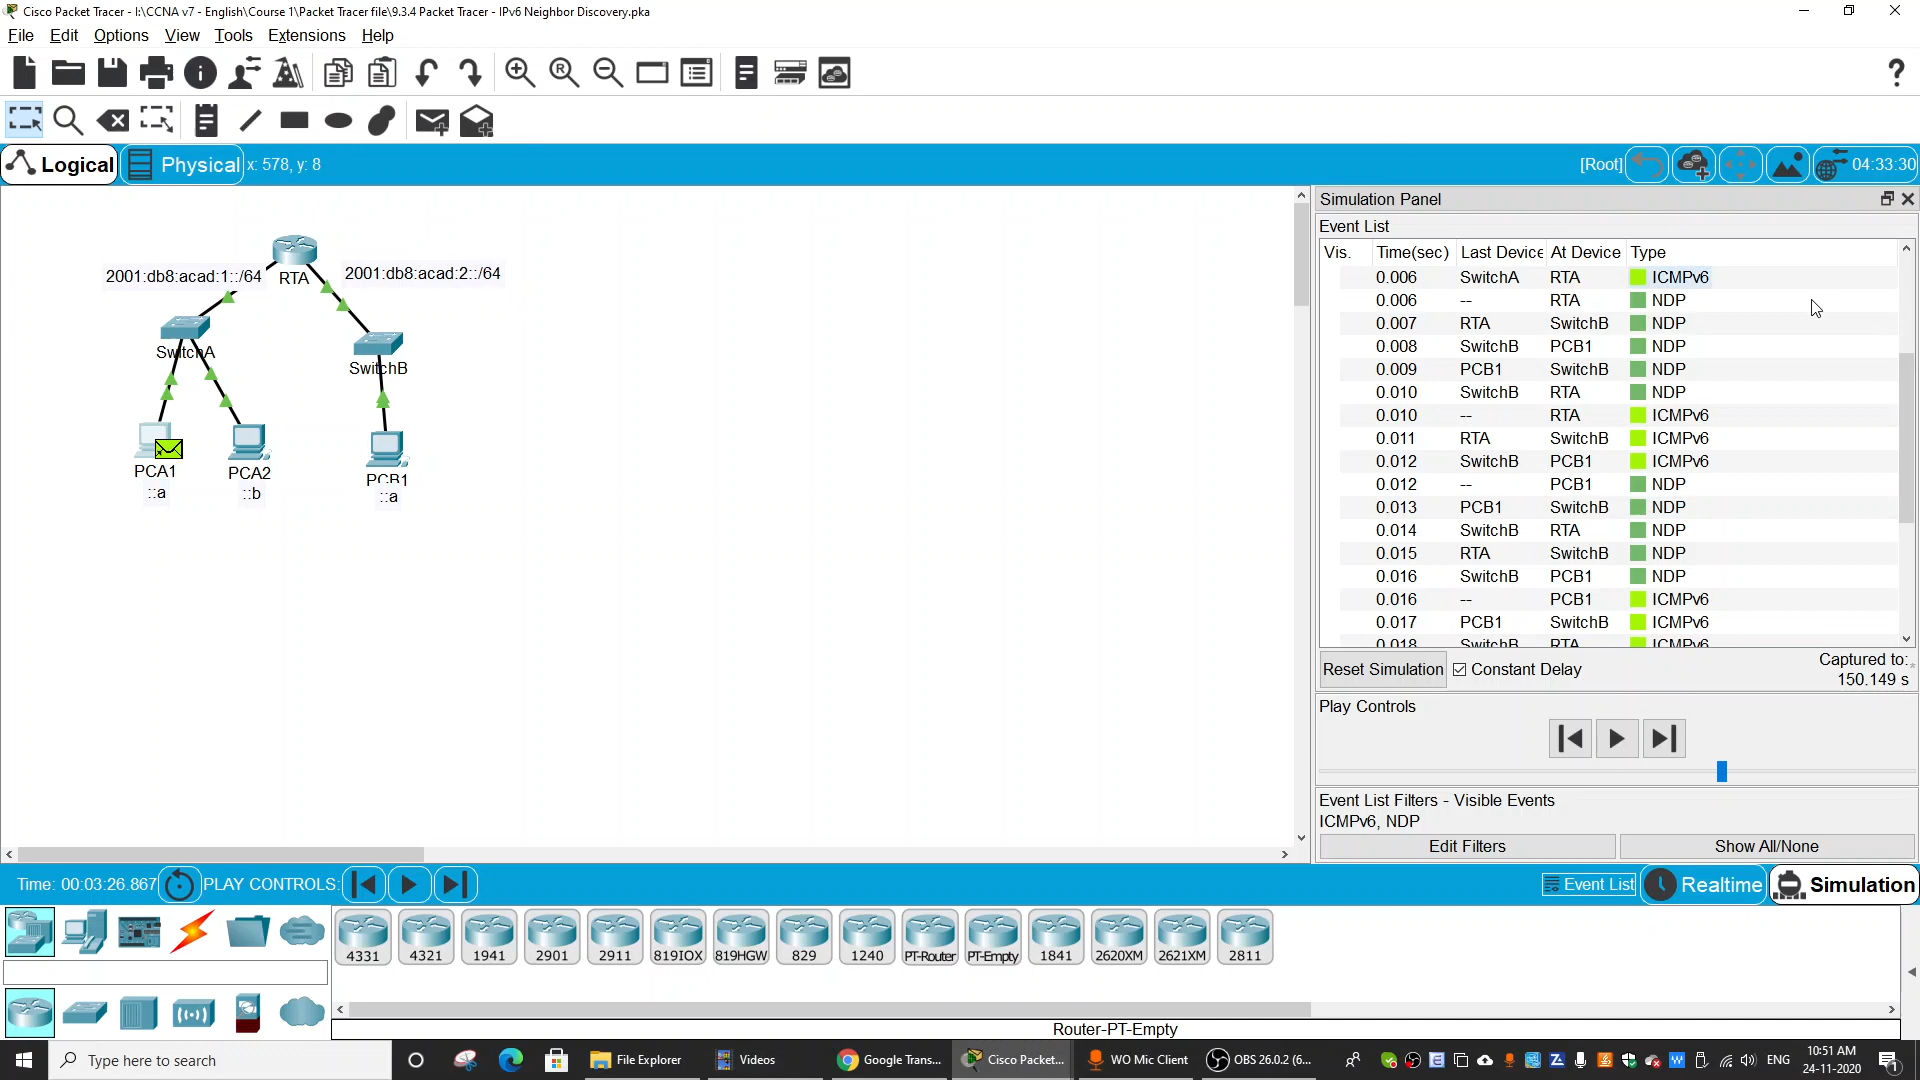 Cisco Packet Tracer - I:\CCNA v7 - English\Course 1\Packet Tracer file\9.3.4 Packet Tracer - IPv6 Neighbor Discovery.pka
File Edit Options View Tools Extensions Help
?
Logical Physical x: 578, y: 8 [Root] 04:33:30
RTA
2001:db8:acad:1::/64
2001:db8:acad:2::/64
SwitchA
SwitchB
PCA1
::a
PCA2
::b
PCB1
::a
Simulation Panel
Event List
Vis. Time(sec) Last Device At Device Type
0.006 SwitchA RTA ICMPv6
0.006 -- RTA NDP
0.007 RTA SwitchB NDP
0.008 SwitchB PCB1 NDP
0.009 PCB1 SwitchB NDP
0.010 SwitchB RTA NDP
0.010 -- RTA ICMPv6
0.011 RTA SwitchB ICMPv6
0.012 SwitchB PCB1 ICMPv6
0.012 -- PCB1 NDP
0.013 PCB1 SwitchB NDP
0.014 SwitchB RTA NDP
0.015 RTA SwitchB NDP
0.016 SwitchB PCB1 NDP
0.016 -- PCB1 ICMPv6
0.017 PCB1 SwitchB ICMPv6
0.018 SwitchB RTA ICMPv6
Reset Simulation Constant Delay Captured to:
150.149 s
Play Controls
Event List Filters - Visible Events
ICMPv6, NDP
Edit Filters Show All/None
Time: 00:03:26.867 PLAY CONTROLS: Event List Realtime Simulation
4331 4321 1941 2901 2911 819IOX 819HGW 829 1240 PT-Router PT-Empty 1841 2620XM 2621XM 2811
Router-PT-Empty
Type here to search File Explorer Videos Google Trans... Cisco Packet... WO Mic Client OBS 26.0.2 (6... ENG 10:51 AM
24-11-2020